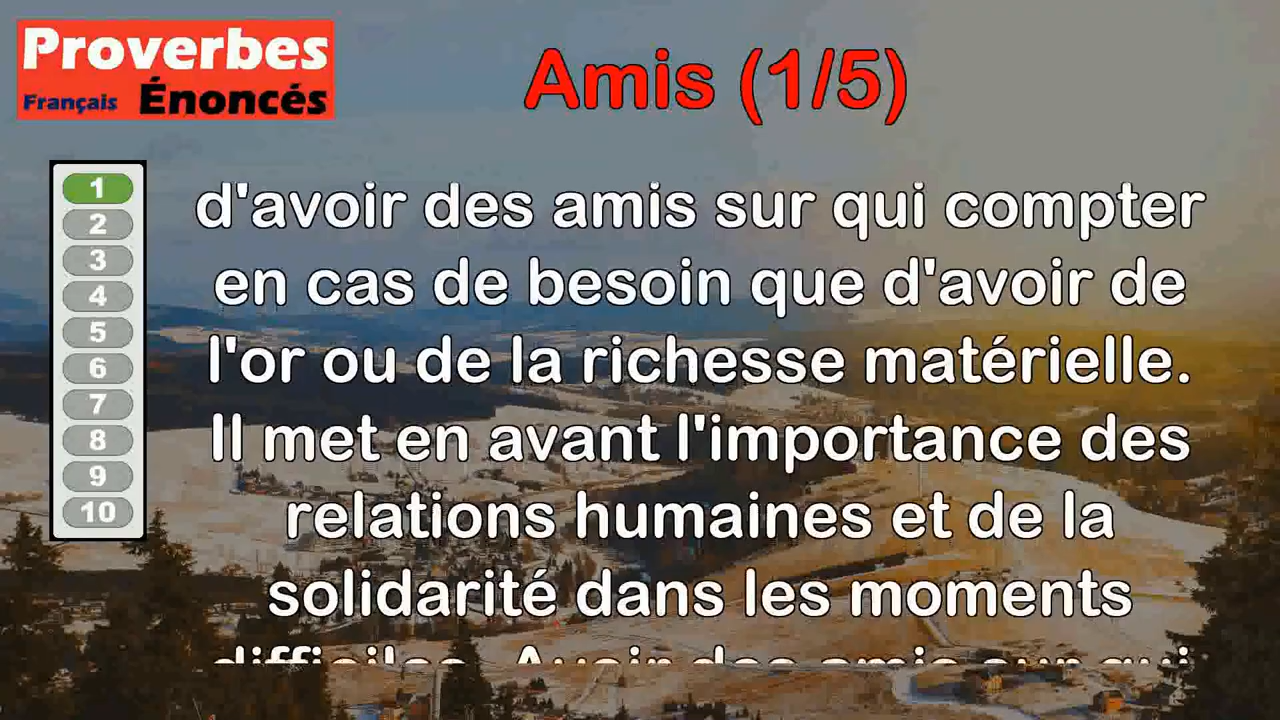 Proverbes
Français Énoncés
Amis (1/5)
1
2
3
4
5
6
7
8
9
10
d'avoir des amis sur qui compter
en cas de besoin que d'avoir de
l'or ou de la richesse matérielle.
Il met en avant l'importance des
relations humaines et de la
solidarité dans les moments